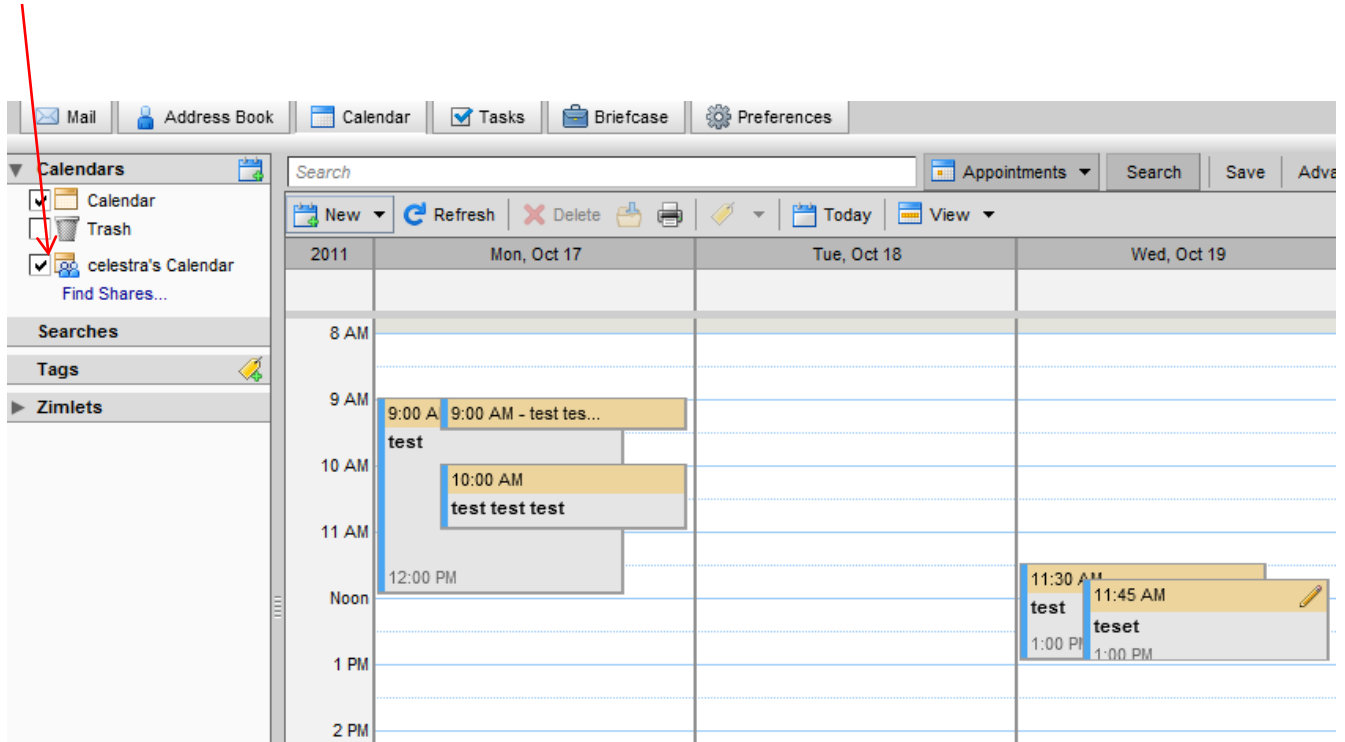 Mail Address Book Calendar Tasks Briefcase Preferences
Calendars
Calendar
Trash
celestra's Calendar
Find Shares...
Searches
Tags
Zimlets
Search Appointments Search Save Adva
New Refresh Delete Today View
2011 Mon, Oct 17 Tue, Oct 18 Wed, Oct 19
8 AM
9 AM
10 AM
11 AM
Noon
1 PM
2 PM
9:00 A
test
12:00 PM
9:00 AM - test tes...
10:00 AM
test test test
11:30 AM
test
1:00 PM
11:45 AM
teset
1:00 PM